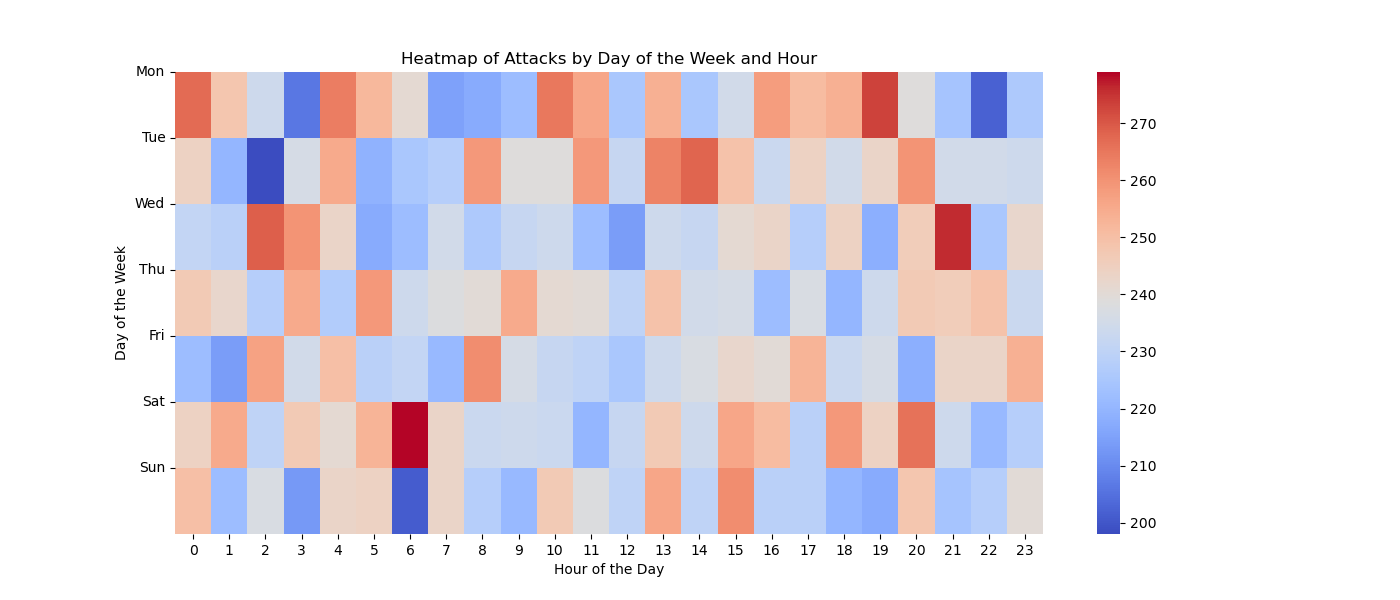 Heatmap of Attacks by Day of the Week and Hour
Mon
Tue
Wed
Thu
Fri
Sat
Sun
Day of the Week
0 1 2 3 4 5 6 7 8 9 10 11 12 13 14 15 16 17 18 19 20 21 22 23
Hour of the Day
270
260
250
240
230
220
210
200